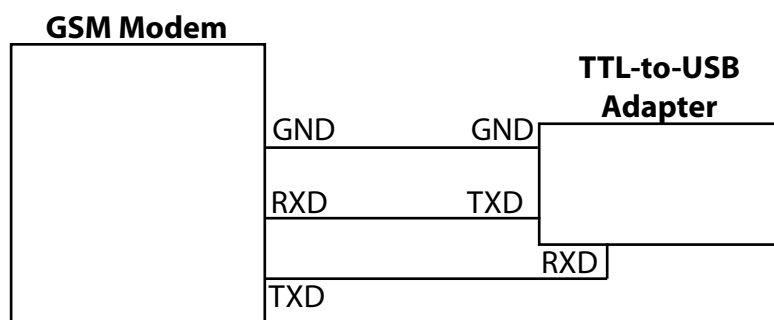 GSM Modem
TTL-to-USB
Adapter
GND GND
RXD TXD
RXD
TXD